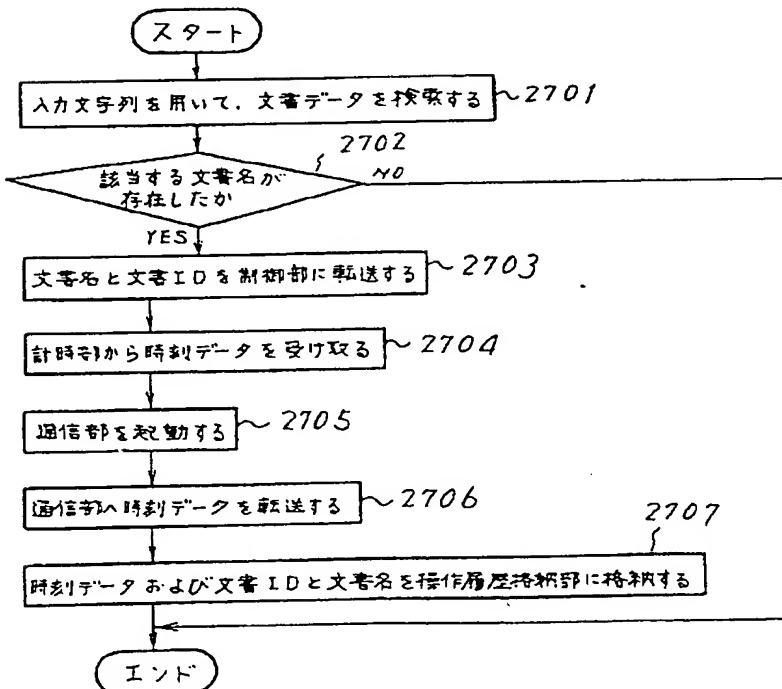 スタート
入力文字列を用いて、文書データを検索する
2701
2702
該当する文書名が
存在したか
NO
YES
文書名と文書IDを制御部に転送する
2703
計時部から時刻データを受け取る
2704
通信部を起動する
2705
通信部へ時刻データを転送する
2706
2707
時刻データおよび文書IDと文書名を操作履歴格納部に格納する
エンド